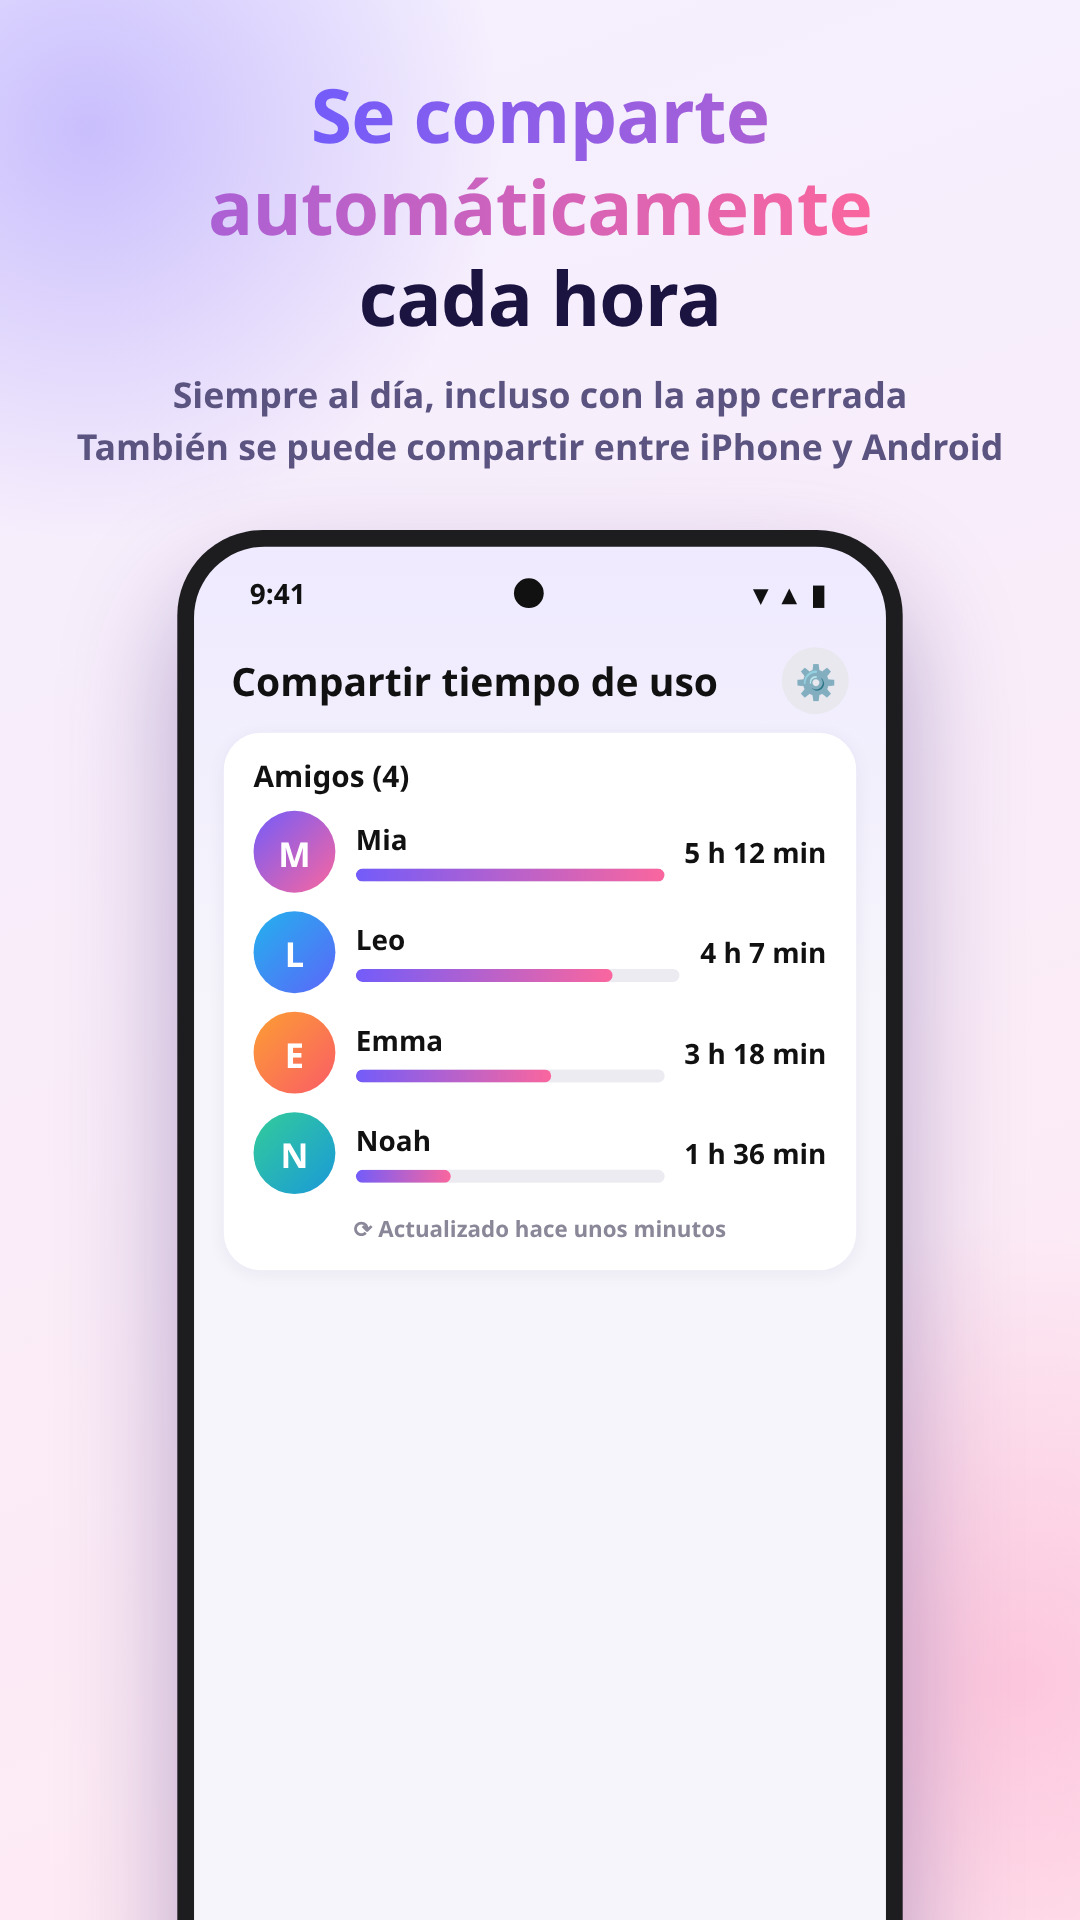 Se comparte
automáticamente
cada hora
Siempre al día, incluso con la app cerrada
También se puede compartir entre iPhone y Android
9:41
Compartir tiempo de uso
Amigos (4)
M
Mia
5 h 12 min
L
Leo
4 h 7 min
E
Emma
3 h 18 min
N
Noah
1 h 36 min
⟳ Actualizado hace unos minutos